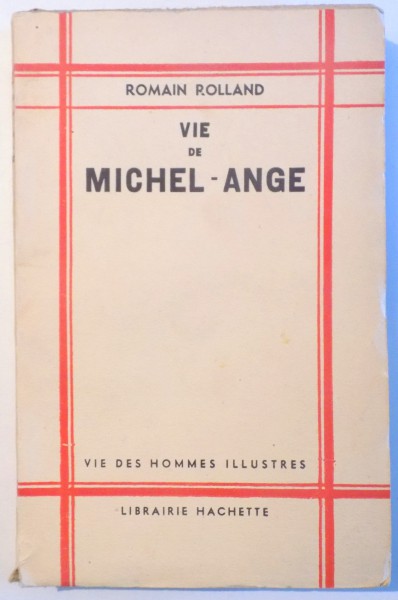 ROMAIN ROLLAND
VIE
DE
MICHEL-ANGE
VIE DES HOMMES ILLUSTRES
LIBRAIRIE HACHETTE